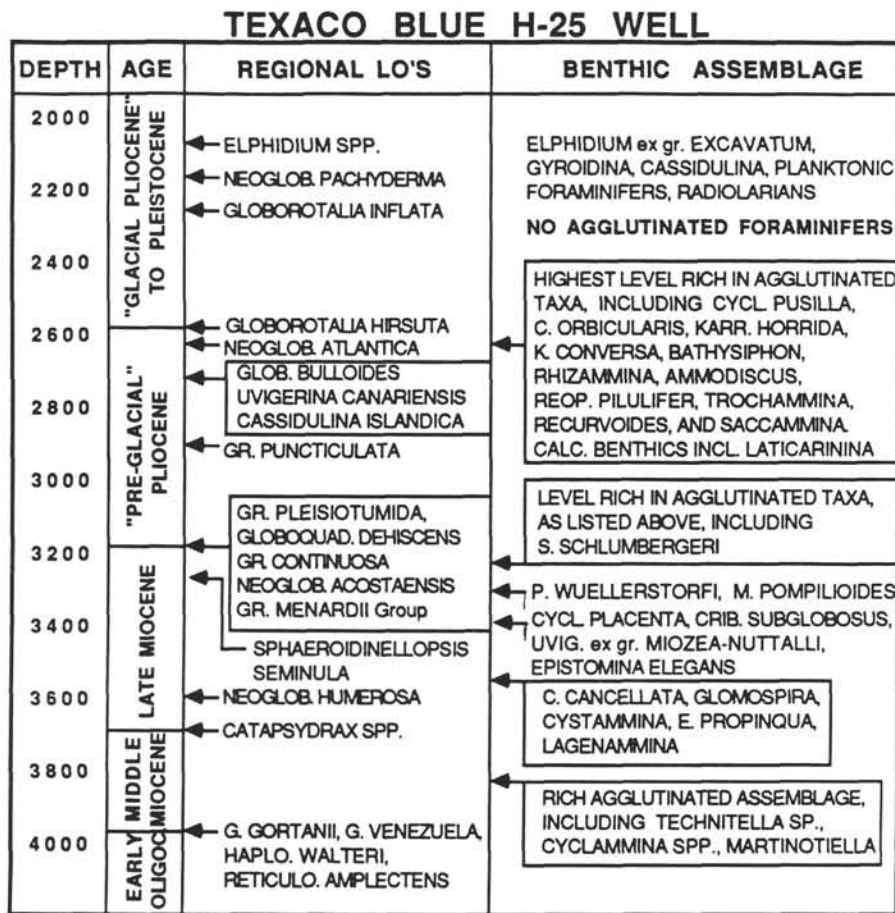 TEXACO BLUE H-25 WELL
DEPTH
AGE
REGIONAL LO'S
BENTHIC ASSEMBLAGE
2000
2200
2400
2600
2800
3000
3200
3400
3600
3800
4000
"GLACIAL PLIOCENE"
TO PLEISTOCENE
"PRE-GLACIAL"
PLIOCENE
LATE MIOCENE
MIDDLE
MIOCENE
EARLY
OLIGOC.
ELPHIDIUM SPP.
NEOGLOB. PACHYDERMA
GLOBOROTALIA INFLATA
GLOBOROTALIA HIRSUTA
NEOGLOB. ATLANTICA
GLOB. BULLOIDES
UVIGERINA CANARIENSIS
CASSIDULINA ISLANDICA
GR. PUNCTICULATA
GR. PLEISIOTUMIDA,
GLOBOQUAD. DEHISCENS
GR. CONTINUOSA
NEOGLOB. ACOSTAENSIS
GR. MENARDII Group
SPHAEROIDINELLOPSIS
SEMINULA
NEOGLOB. HUMEROSA
CATAPSYDRAX SPP.
G. GORTANII, G. VENEZUELA,
HAPLO. WALTERI,
RETICULO. AMPLECTENS
ELPHIDIUM ex gr. EXCAVATUM,
GYROIDINA, CASSIDULINA, PLANKTONIC
FORAMINIFERS, RADIOLARIANS
NO AGGLUTINATED FORAMINIFERS
HIGHEST LEVEL RICH IN AGGLUTINATED
TAXA, INCLUDING CYCL. PUSILLA,
C. ORBICULARIS, KARR. HORRIDA,
K. CONVERSA, BATHYSIPHON,
RHIZAMMINA, AMMODISCUS,
REOP. PILULIFER, TROCHAMMINA,
RECURVOIDES, AND SACCAMMINA.
CALC. BENTHICS INCL. LATICARININA
LEVEL RICH IN AGGLUTINATED TAXA,
AS LISTED ABOVE, INCLUDING
S. SCHLUMBERGERI
P. WUELLERSTORFI, M. POMPILIOIDES
CYCL. PLACENTA, CRIB. SUBGLOBOSUS,
UVIG. ex gr. MIOZEA-NUTTALLI,
EPISTOMINA ELEGANS
C. CANCELLATA, GLOMOSPIRA,
CYSTAMMINA, E. PROPINQUA,
LAGENAMMINA
RICH AGGLUTINATED ASSEMBLAGE,
INCLUDING TECHNITELLA SP.,
CYCLAMMINA SPP., MARTINOTIELLA